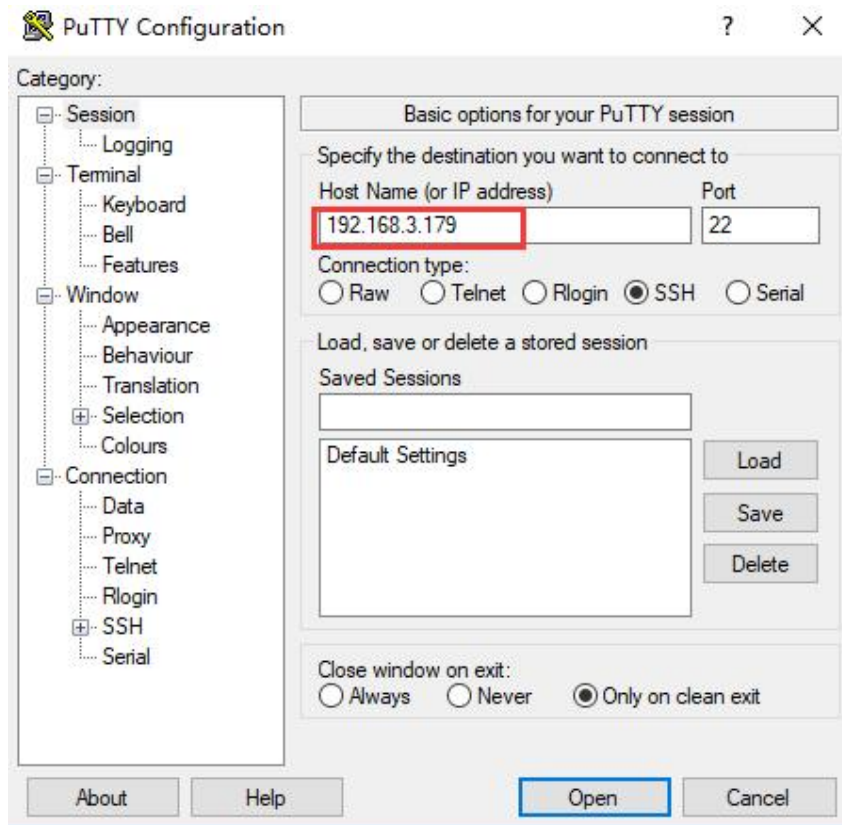 PuTTY Configuration
?
Category:
Session
Logging
Terminal
Keyboard
Bell
Features
Window
Appearance
Behaviour
Translation
Selection
Colours
Connection
Data
Proxy
Telnet
Rlogin
SSH
Serial
Basic options for your PuTTY session
Specify the destination you want to connect to
Host Name (or IP address) Port
192.168.3.179 22
Connection type:
Raw Telnet Rlogin SSH Serial
Load, save or delete a stored session
Saved Sessions
Default Settings
Load
Save
Delete
Close window on exit:
Always Never Only on clean exit
About Help Open Cancel